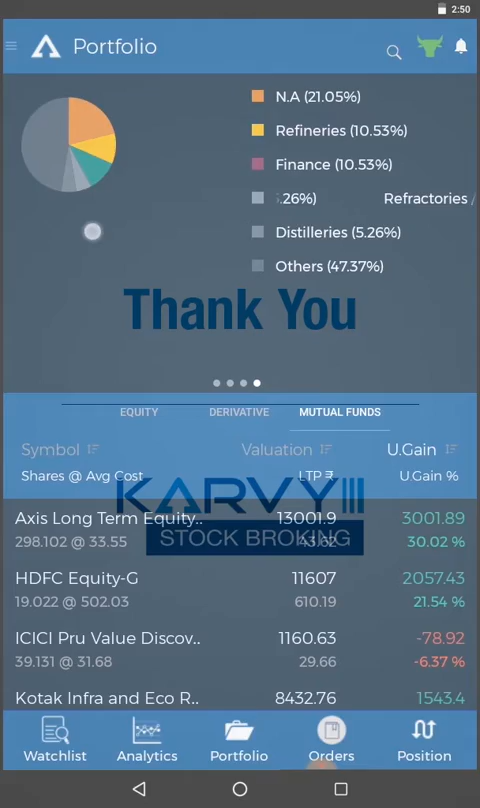 2:50
Portfolio
N.A (21.05%)
Refineries (10.53%)
Finance (10.53%)
5.26%) Refractories /
Distilleries (5.26%)
Others (47.37%)
Thank You
EQUITY DERIVATIVE MUTUAL FUNDS
Symbol Valuation U.Gain
Shares @ Avg Cost LTP ₹ U.Gain %
KARVY
STOCK BROKING
Axis Long Term Equity.. 13001.9 3001.89
298.102 @ 33.55 43.62 30.02 %
HDFC Equity-G 11607 2057.43
19.022 @ 502.03 610.19 21.54 %
ICICI Pru Value Discov.. 1160.63 -78.92
39.131 @ 31.68 29.66 -6.37 %
Kotak Infra and Eco R.. 8432.76 1543.4
Watchlist Analytics Portfolio Orders Position